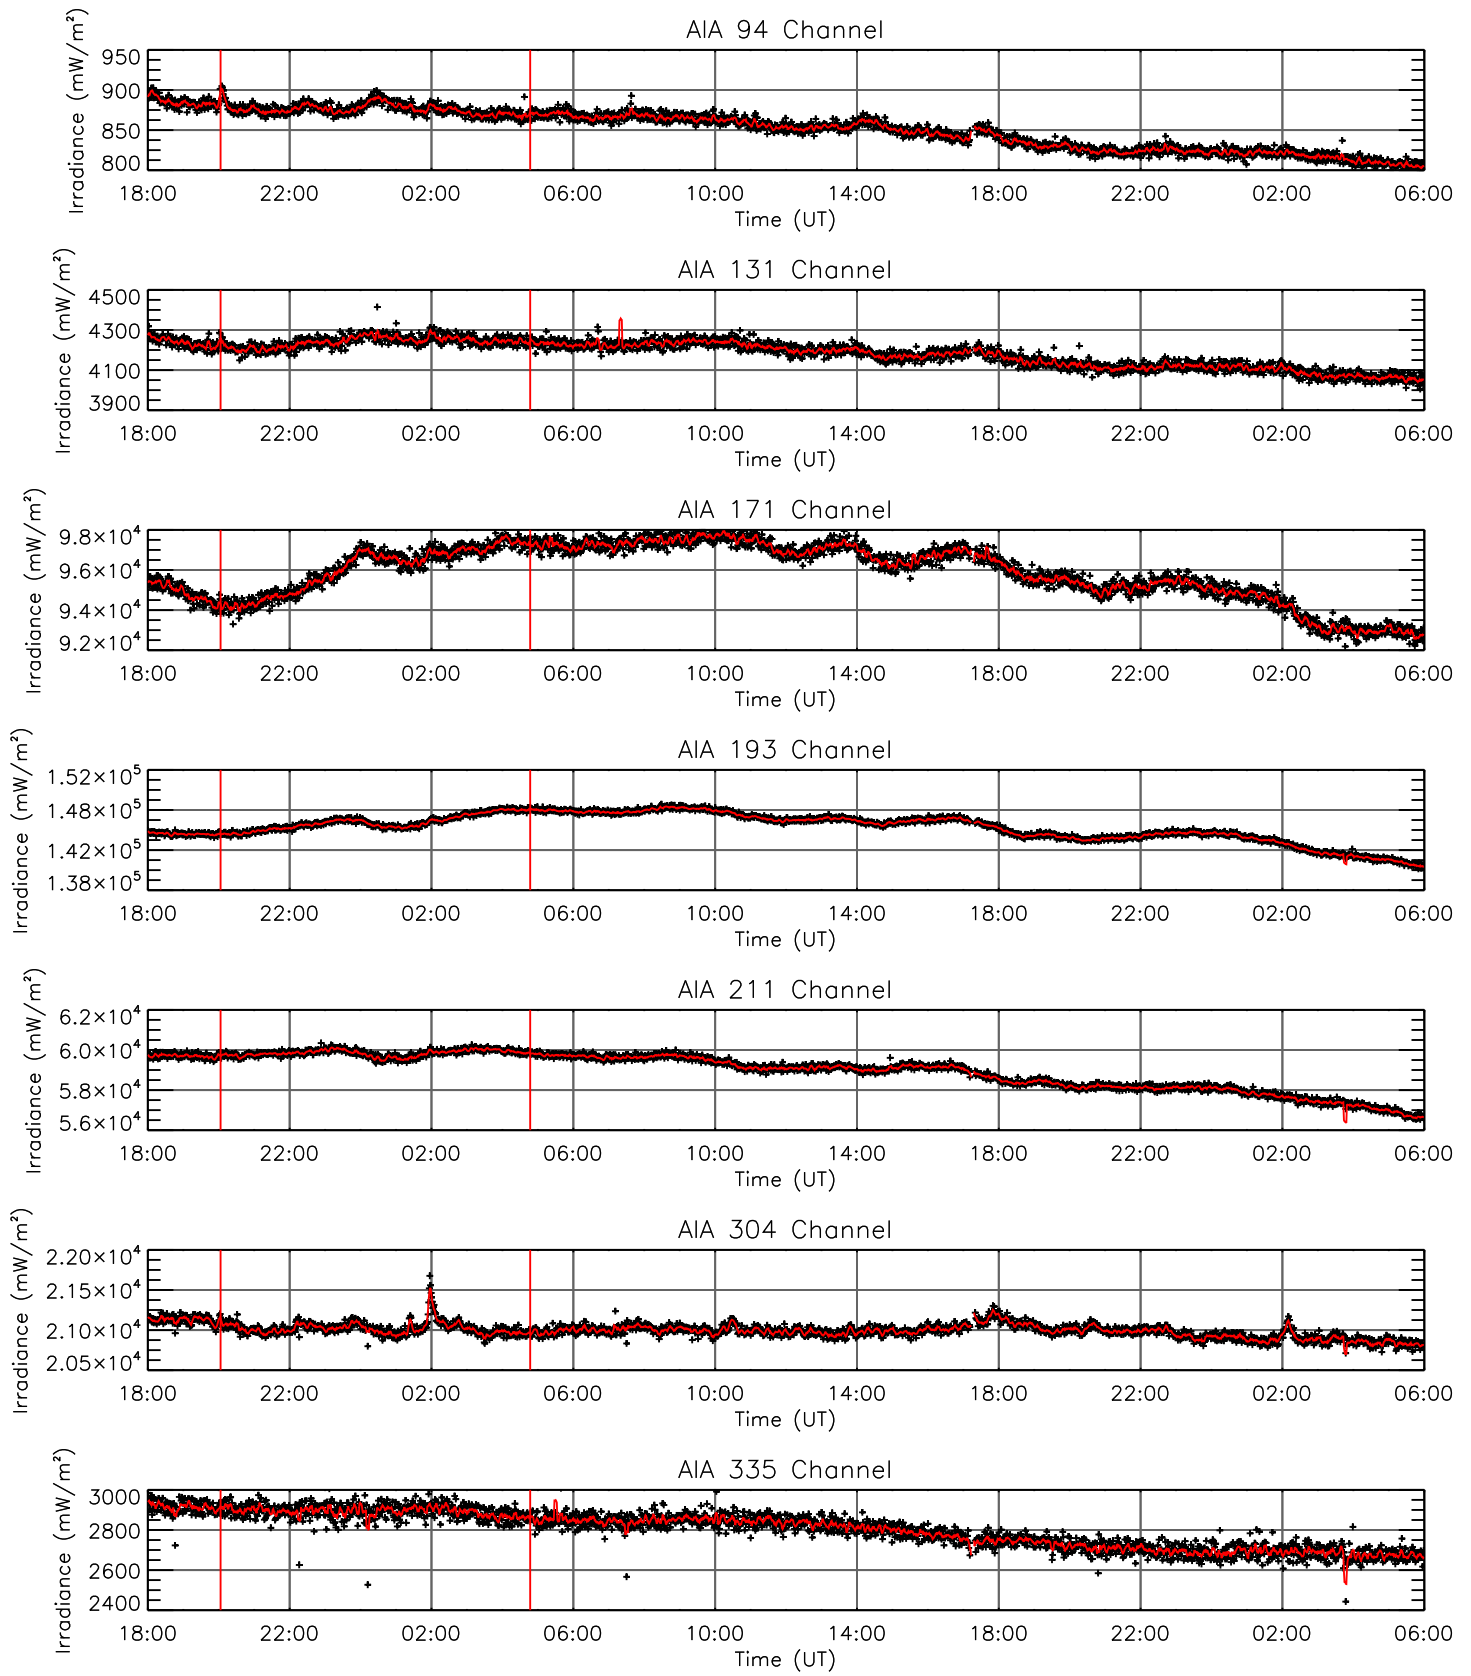 AIA 94 Channel
Irradiance (mW/m²)
950
900
850
800
18:00 22:00 02:00 06:00 10:00 14:00 18:00 22:00 02:00 06:00
Time (UT)
AIA 131 Channel
Irradiance (mW/m²)
4500
4300
4100
3900
18:00 22:00 02:00 06:00 10:00 14:00 18:00 22:00 02:00 06:00
Time (UT)
AIA 171 Channel
Irradiance (mW/m²)
9.8×10⁴
9.6×10⁴
9.4×10⁴
9.2×10⁴
18:00 22:00 02:00 06:00 10:00 14:00 18:00 22:00 02:00 06:00
Time (UT)
AIA 193 Channel
Irradiance (mW/m²)
1.52×10⁵
1.48×10⁵
1.42×10⁵
1.38×10⁵
18:00 22:00 02:00 06:00 10:00 14:00 18:00 22:00 02:00 06:00
Time (UT)
AIA 211 Channel
Irradiance (mW/m²)
6.2×10⁴
6.0×10⁴
5.8×10⁴
5.6×10⁴
18:00 22:00 02:00 06:00 10:00 14:00 18:00 22:00 02:00 06:00
Time (UT)
AIA 304 Channel
Irradiance (mW/m²)
2.20×10⁴
2.15×10⁴
2.10×10⁴
2.05×10⁴
18:00 22:00 02:00 06:00 10:00 14:00 18:00 22:00 02:00 06:00
Time (UT)
AIA 335 Channel
Irradiance (mW/m²)
3000
2800
2600
2400
18:00 22:00 02:00 06:00 10:00 14:00 18:00 22:00 02:00 06:00
Time (UT)